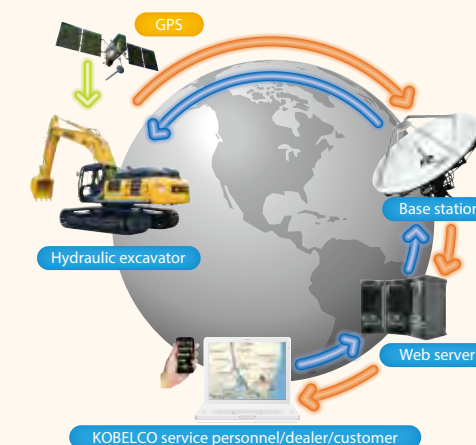 GPS
Base station
Hydraulic excavator
Web server
KOBELCO service personnel/dealer/customer